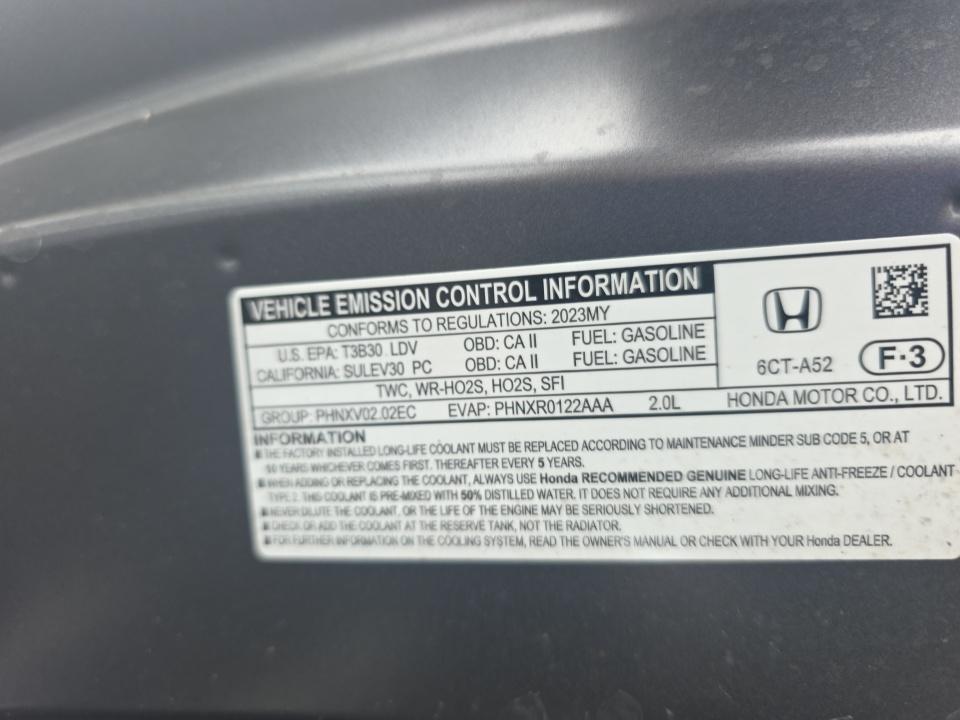 VEHICLE EMISSION CONTROL INFORMATION
CONFORMS TO REGULATIONS: 2023MY
U.S. EPA: T3B30 LDV OBD: CA II FUEL: GASOLINE
CALIFORNIA: SULEV30 PC OBD: CA II FUEL: GASOLINE
TWC, WR-HO2S, HO2S, SFI
GROUP: PHNXV02.02EC EVAP: PHNXR0122AAA 2.0L
6CT-A52 F·3
HONDA MOTOR CO., LTD.
INFORMATION
■ THE FACTORY INSTALLED LONG-LIFE COOLANT MUST BE REPLACED ACCORDING TO MAINTENANCE MINDER SUB CODE 5, OR AT
10 YEARS WHICHEVER COMES FIRST. THEREAFTER EVERY 5 YEARS.
■ WHEN ADDING OR REPLACING THE COOLANT, ALWAYS USE Honda RECOMMENDED GENUINE LONG-LIFE ANTI-FREEZE / COOLANT
TYPE 2. THIS COOLANT IS PRE-MIXED WITH 50% DISTILLED WATER. IT DOES NOT REQUIRE ANY ADDITIONAL MIXING.
■ NEVER DILUTE THE COOLANT, OR THE LIFE OF THE ENGINE MAY BE SERIOUSLY SHORTENED.
■ CHECK OR ADD THE COOLANT AT THE RESERVE TANK, NOT THE RADIATOR.
■ FOR FURTHER INFORMATION ON THE COOLING SYSTEM, READ THE OWNER'S MANUAL OR CHECK WITH YOUR Honda DEALER.